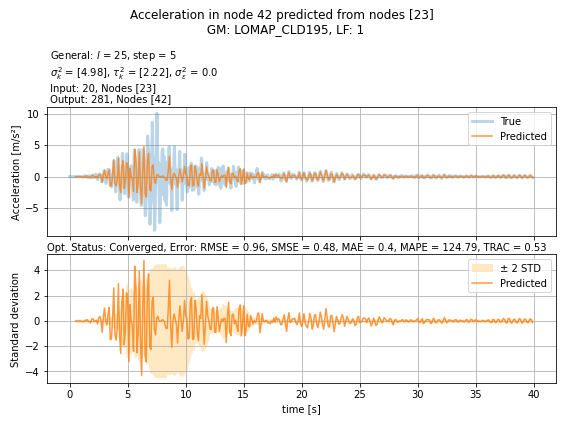 Acceleration in node 42 predicted from nodes [23]
GM: LOMAP_CLD195, LF: 1
General: l = 25, step = 5
σ²ₖ = [4.98], τ²ₖ = [2.22], σ²ε = 0.0
Input: 20, Nodes [23]
Output: 281, Nodes [42]
Acceleration [m/s²]
10
5
0
−5
True
Predicted
Opt. Status: Converged, Error: RMSE = 0.96, SMSE = 0.48, MAE = 0.4, MAPE = 124.79, TRAC = 0.53
Standard deviation
4
2
0
−2
−4
± 2 STD
Predicted
0 5 10 15 20 25 30 35 40
time [s]